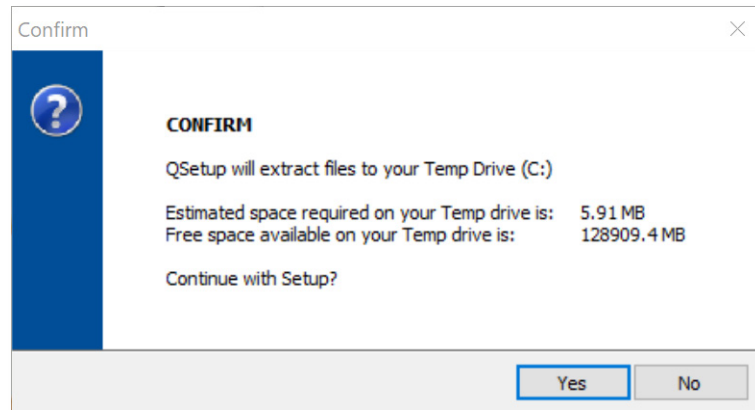 Confirm
CONFIRM
QSetup will extract files to your Temp Drive (C:)
Estimated space required on your Temp drive is: 5.91 MB
Free space available on your Temp drive is: 128909.4 MB
Continue with Setup?
Yes No